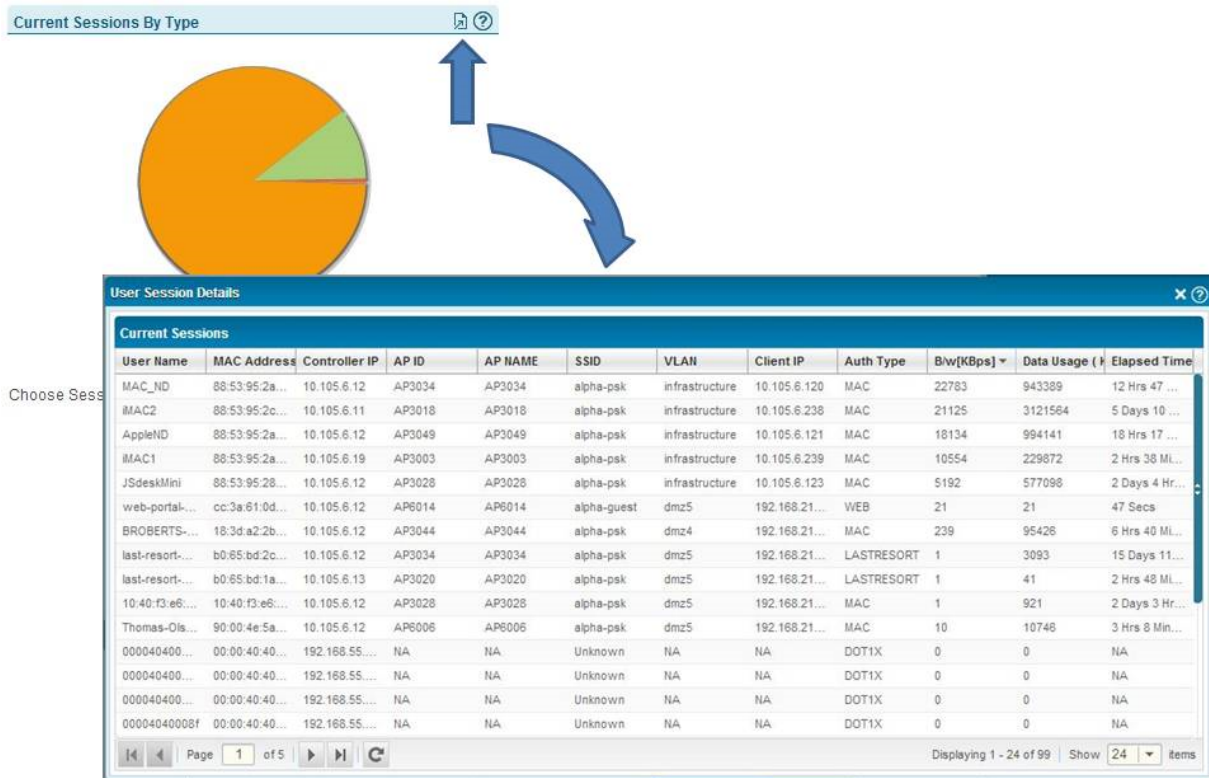 Current Sessions By Type
User Session Details
Current Sessions
User Name MAC Address Controller IP AP ID AP NAME SSID VLAN Client IP Auth Type B/w[KBps] Data Usage ( Elapsed Time
Choose Sess
MAC_ND 88:53:95:2a... 10.105.6.12 AP3034 AP3034 alpha-psk infrastructure 10.105.6.120 MAC 22783 943389 12 Hrs 47 ...
iMAC2 88:53:95:2c... 10.105.6.11 AP3018 AP3018 alpha-psk infrastructure 10.105.6.238 MAC 21125 3121564 5 Days 10 ...
AppleND 88:53:95:2a... 10.105.6.12 AP3049 AP3049 alpha-psk infrastructure 10.105.6.121 MAC 18134 994141 18 Hrs 17 ...
iMAC1 88:53:95:2a... 10.105.6.19 AP3003 AP3003 alpha-psk infrastructure 10.105.6.239 MAC 10554 229872 2 Hrs 38 Mi...
JSdeskMini 88:53:95:28... 10.105.6.12 AP3028 AP3028 alpha-psk infrastructure 10.105.6.123 MAC 5192 577098 2 Days 4 Hr...
web-portal-... cc:3a:61:0d... 10.105.6.12 AP6014 AP6014 alpha-guest dmz5 192.168.21... WEB 21 21 47 Secs
BROBERTS-... 18:3d:a2:2b... 10.105.6.12 AP3044 AP3044 alpha-psk dmz4 192.168.21... MAC 239 95426 6 Hrs 40 Mi...
last-resort-... b0:65:bd:2c... 10.105.6.12 AP3034 AP3034 alpha-psk dmz5 192.168.21... LASTRESORT 1 3093 15 Days 11...
last-resort-... b0:65:bd:1a... 10.105.6.13 AP3020 AP3020 alpha-psk dmz5 192.168.21... LASTRESORT 1 41 2 Hrs 48 Mi...
10:40:f3:e6:... 10:40:f3:e6:... 10.105.6.12 AP3028 AP3028 alpha-psk dmz5 192.168.21... MAC 1 921 2 Days 3 Hr...
Thomas-Ols... 90:00:4e:5a... 10.105.6.12 AP6006 AP6006 alpha-psk dmz5 192.168.21... MAC 10 10746 3 Hrs 8 Min...
000040400... 00:00:40:40... 192.168.55.... NA NA Unknown NA NA DOT1X 0 0 NA
000040400... 00:00:40:40... 192.168.55.... NA NA Unknown NA NA DOT1X 0 0 NA
000040400... 00:00:40:40... 192.168.55.... NA NA Unknown NA NA DOT1X 0 0 NA
00004040008f 00:00:40:40... 192.168.55.... NA NA Unknown NA NA DOT1X 0 0 NA
Page 1 of 5 Displaying 1 - 24 of 99 Show 24 items